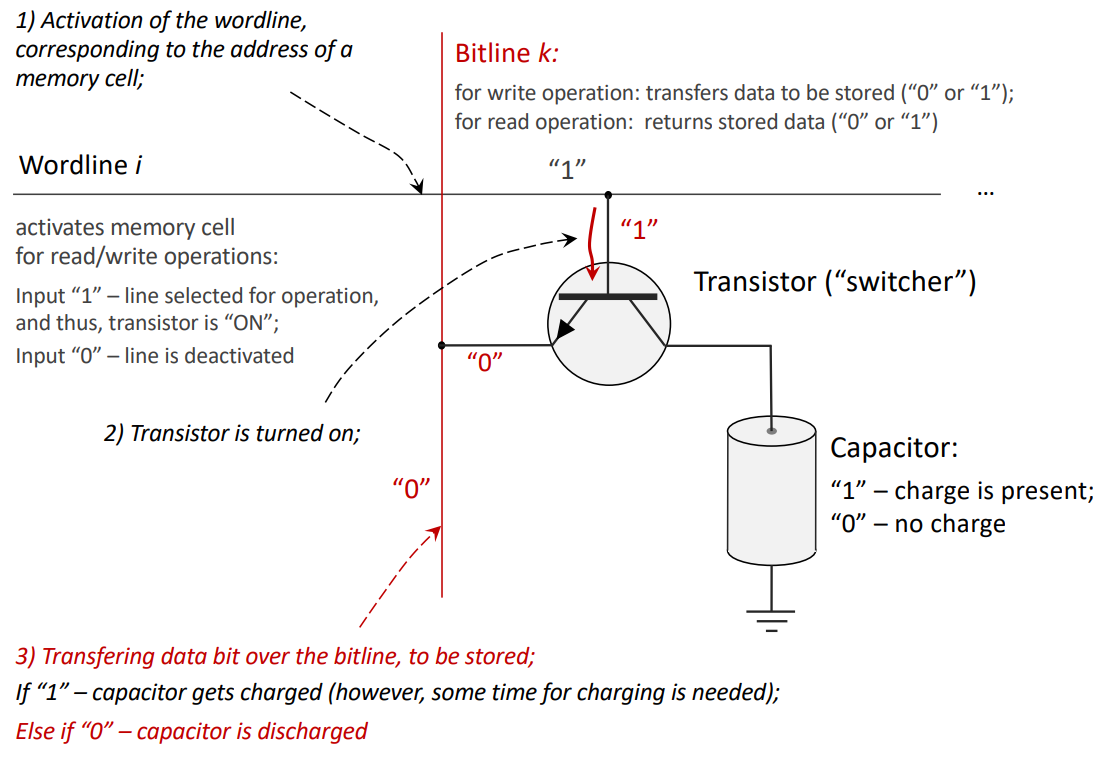 1) Activation of the wordline,
corresponding to the address of a
memory cell;
Bitline k:
for write operation: transfers data to be stored (“0” or “1”);
for read operation:  returns stored data (“0” or “1”)
Wordline i
“1”
...
activates memory cell
for read/write operations:
Input “1” – line selected for operation,
and thus, transistor is “ON”;
Input “0” – line is deactivated
“1”
Transistor (“switcher”)
“0”
2) Transistor is turned on;
“0”
Capacitor:
“1” – charge is present;
“0” – no charge
3) Transfering data bit over the bitline, to be stored;
If “1” – capacitor gets charged (however, some time for charging is needed);
Else if “0” – capacitor is discharged